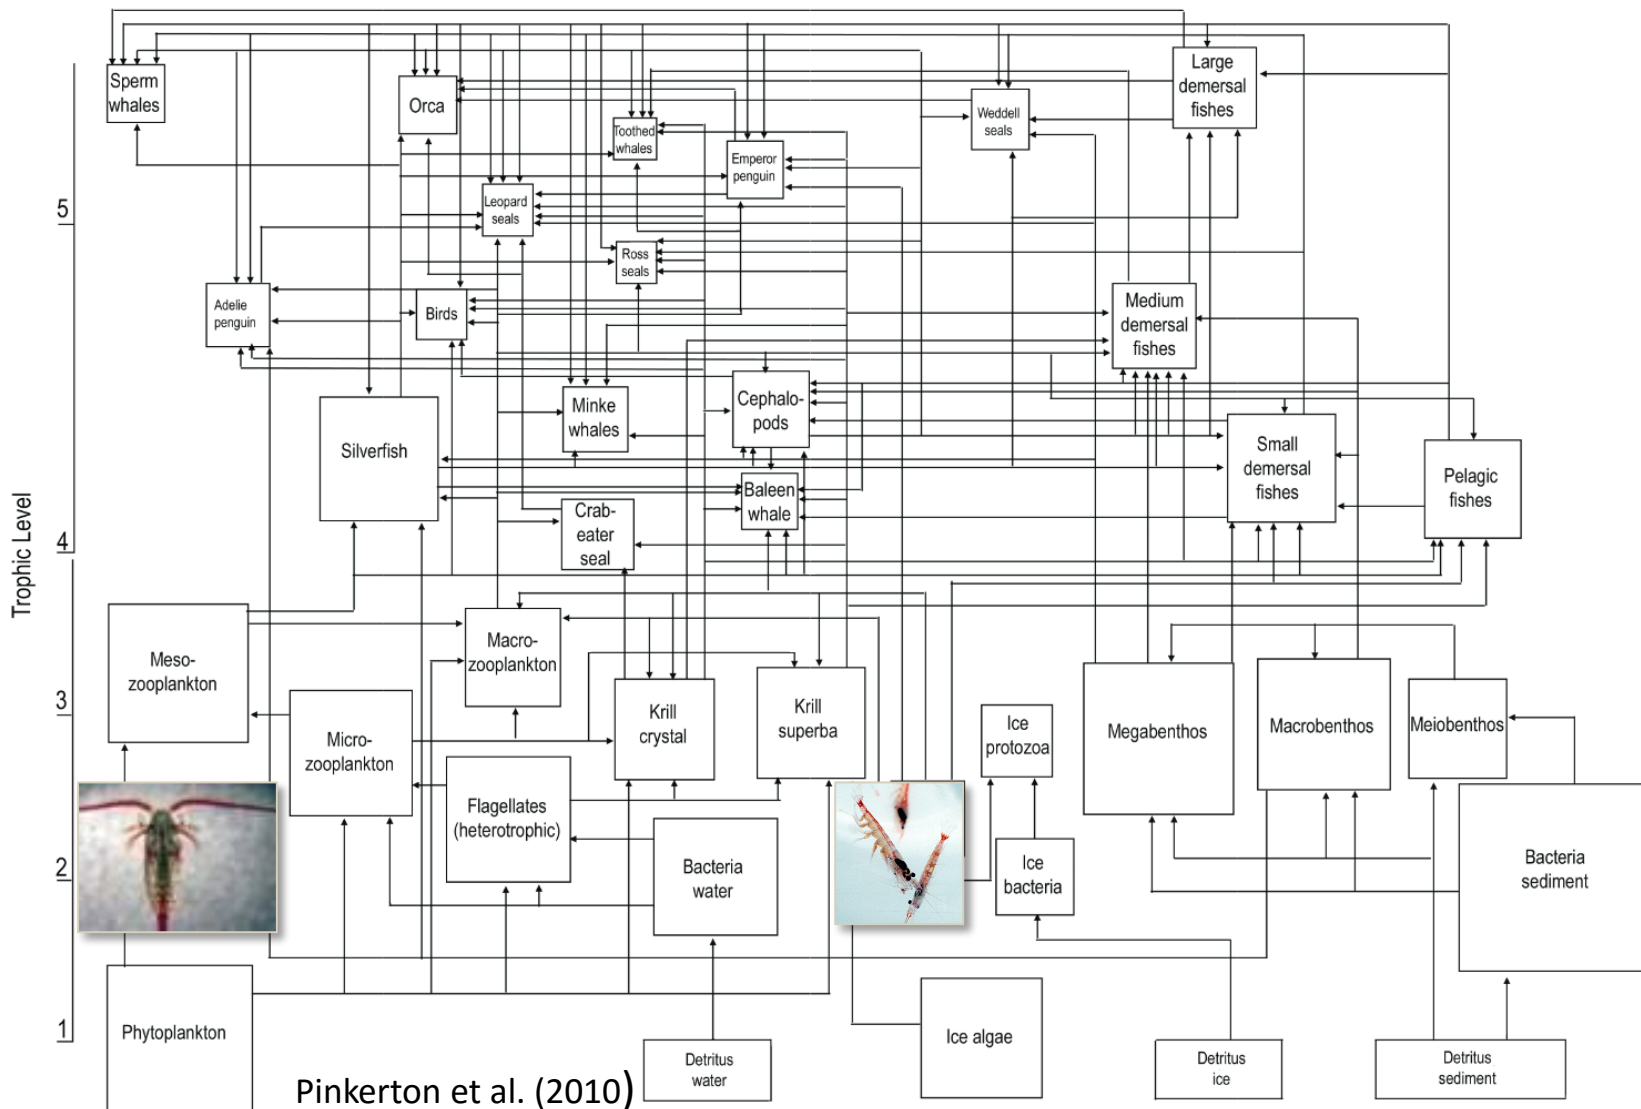 Sperm
whales
Orca
Toothed
whales
Emperor
penguin
Weddell
seals
Large
demersal
fishes
5
Leopard
seals
Ross
seals
Adelie
penguin
Birds
Medium
demersal
fishes
Silverfish
Minke
whales
Cephalo-
pods
Small
demersal
fishes
Pelagic
fishes
Baleen
whale
Crab-
eater
seal
4
Trophic Level
Meso-
zooplankton
Macro-
zooplankton
3
Micro-
zooplankton
Krill
crystal
Krill
superba
Ice
protozoa
Megabenthos
Macrobenthos
Meiobenthos
Flagellates
(heterotrophic)
2
Bacteria
water
Ice
bacteria
Bacteria
sediment
1
Phytoplankton
Detritus
water
Ice algae
Detritus
ice
Detritus
sediment
Pinkerton et al. (2010)